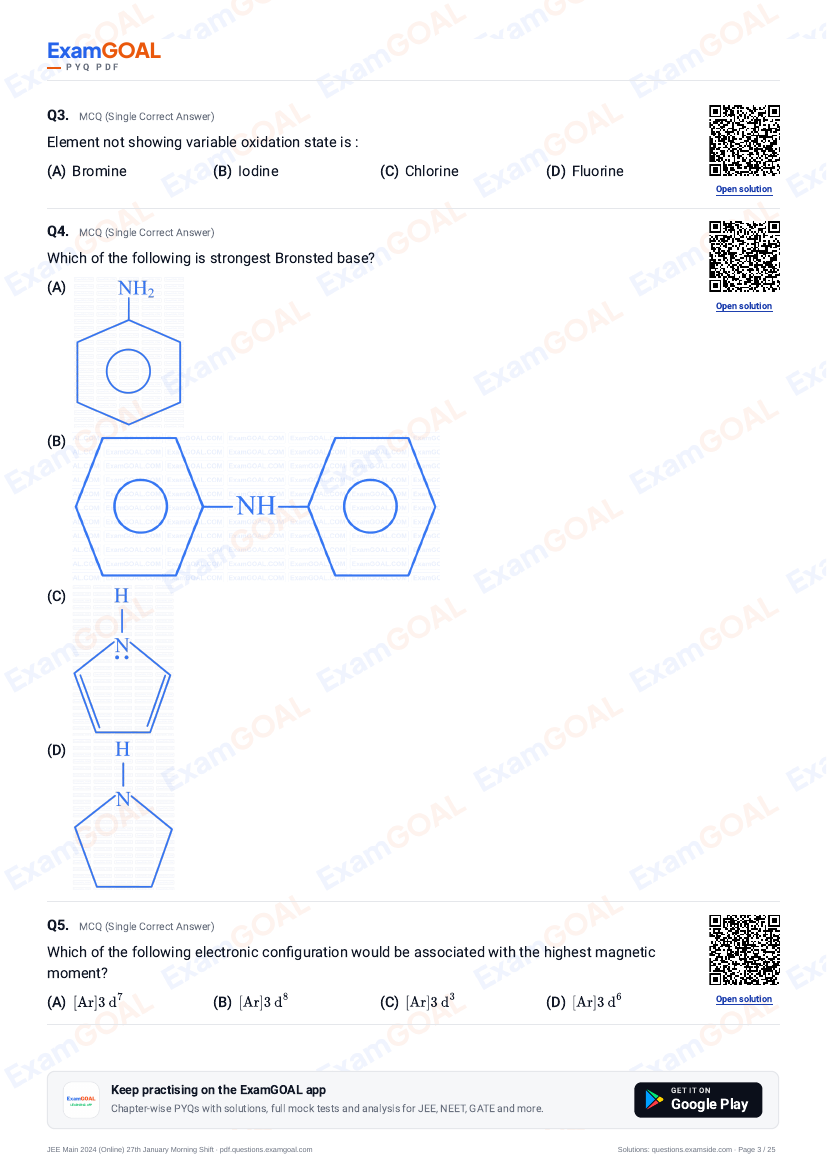 ExamGOAL
PYQ PDF
Q3. MCQ (Single Correct Answer)
Element not showing variable oxidation state is :
(A) Bromine (B) Iodine (C) Chlorine (D) Fluorine
Open solution
Q4. MCQ (Single Correct Answer)
Which of the following is strongest Bronsted base?
Open solution
(A)
NH₂
(B)
NH
(C)
H
N
(D)
H
N
Q5. MCQ (Single Correct Answer)
Which of the following electronic configuration would be associated with the highest magnetic
moment?
(A) [Ar]3 d⁷ (B) [Ar]3 d⁸ (C) [Ar]3 d³ (D) [Ar]3 d⁶
Open solution
ExamGOAL
Keep practising on the ExamGOAL app
Chapter-wise PYQs with solutions, full mock tests and analysis for JEE, NEET, GATE and more.
GET IT ON
Google Play
JEE Main 2024 (Online) 27th January Morning Shift · pdf.questions.examgoal.com
Solutions: questions.examside.com · Page 3 / 25